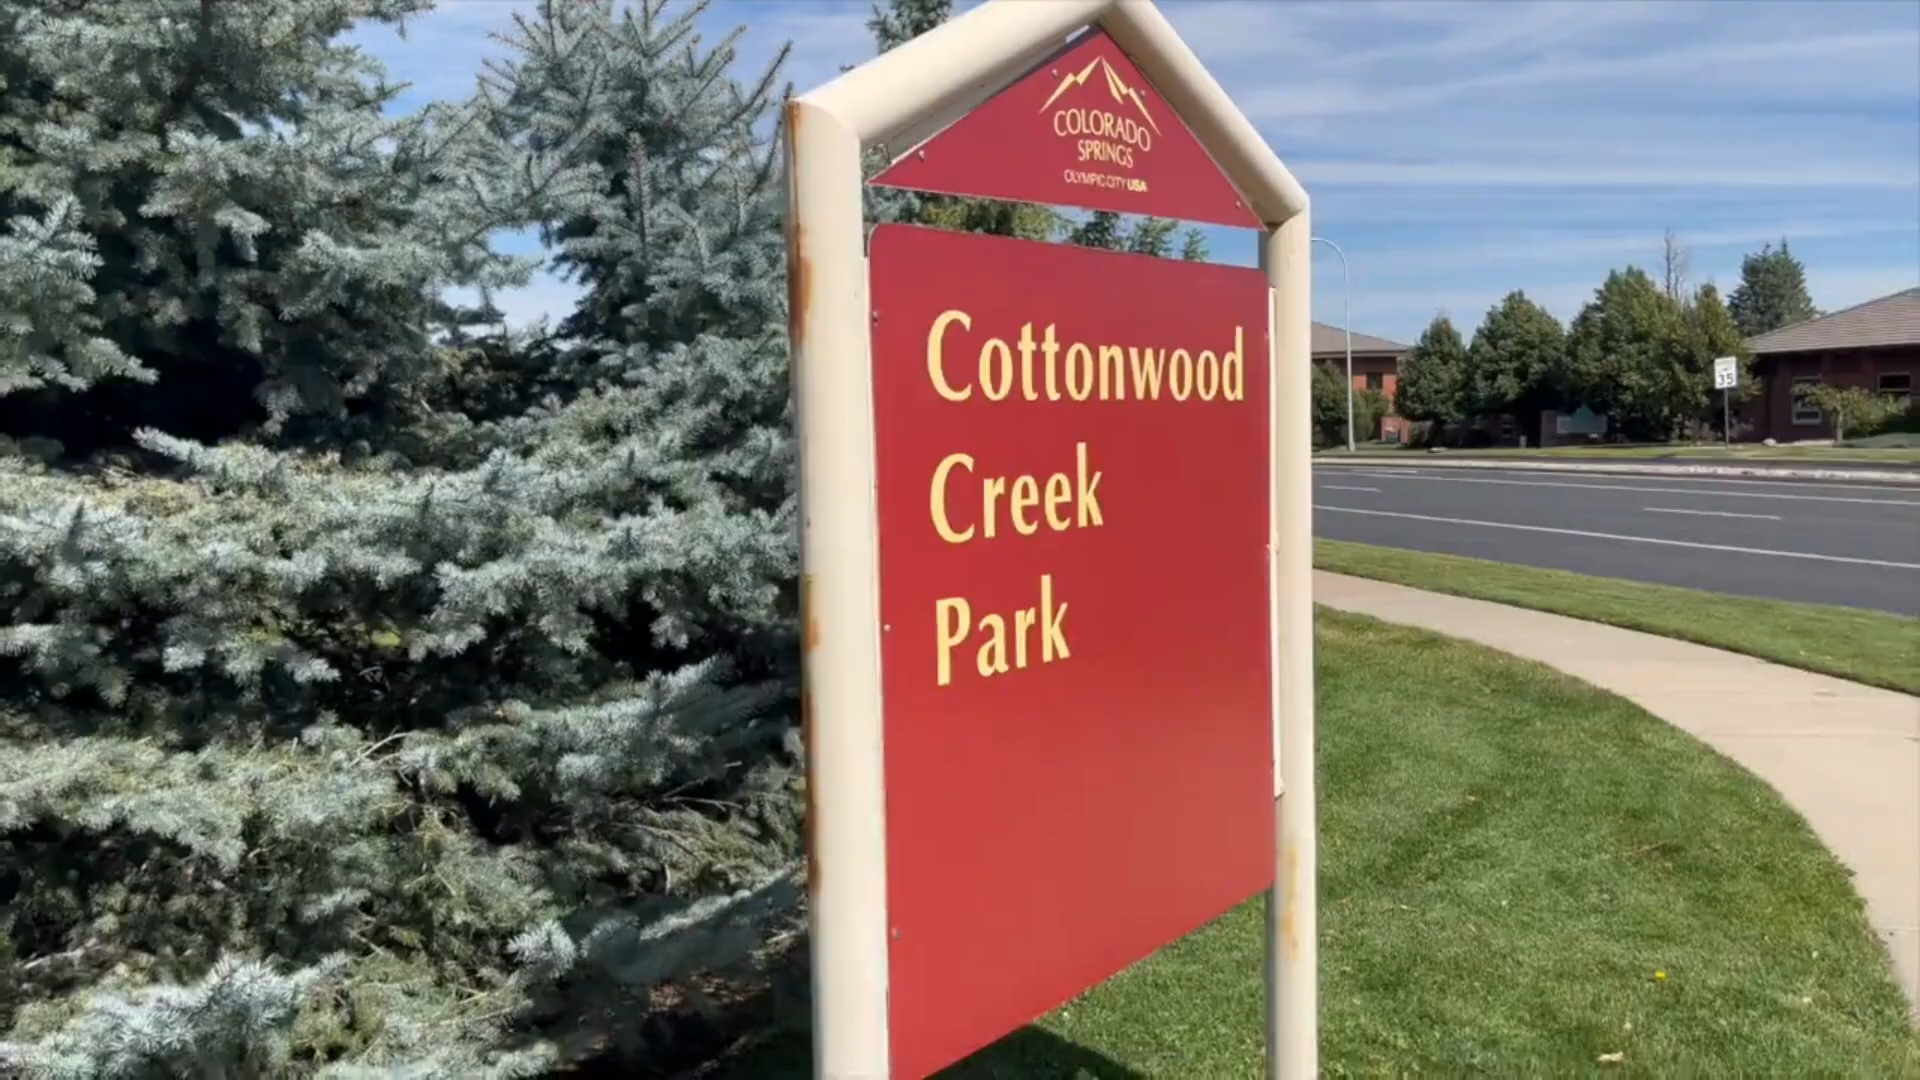 COLORADO
SPRINGS
OLYMPIC CITY USA
Cottonwood
Creek
Park
35